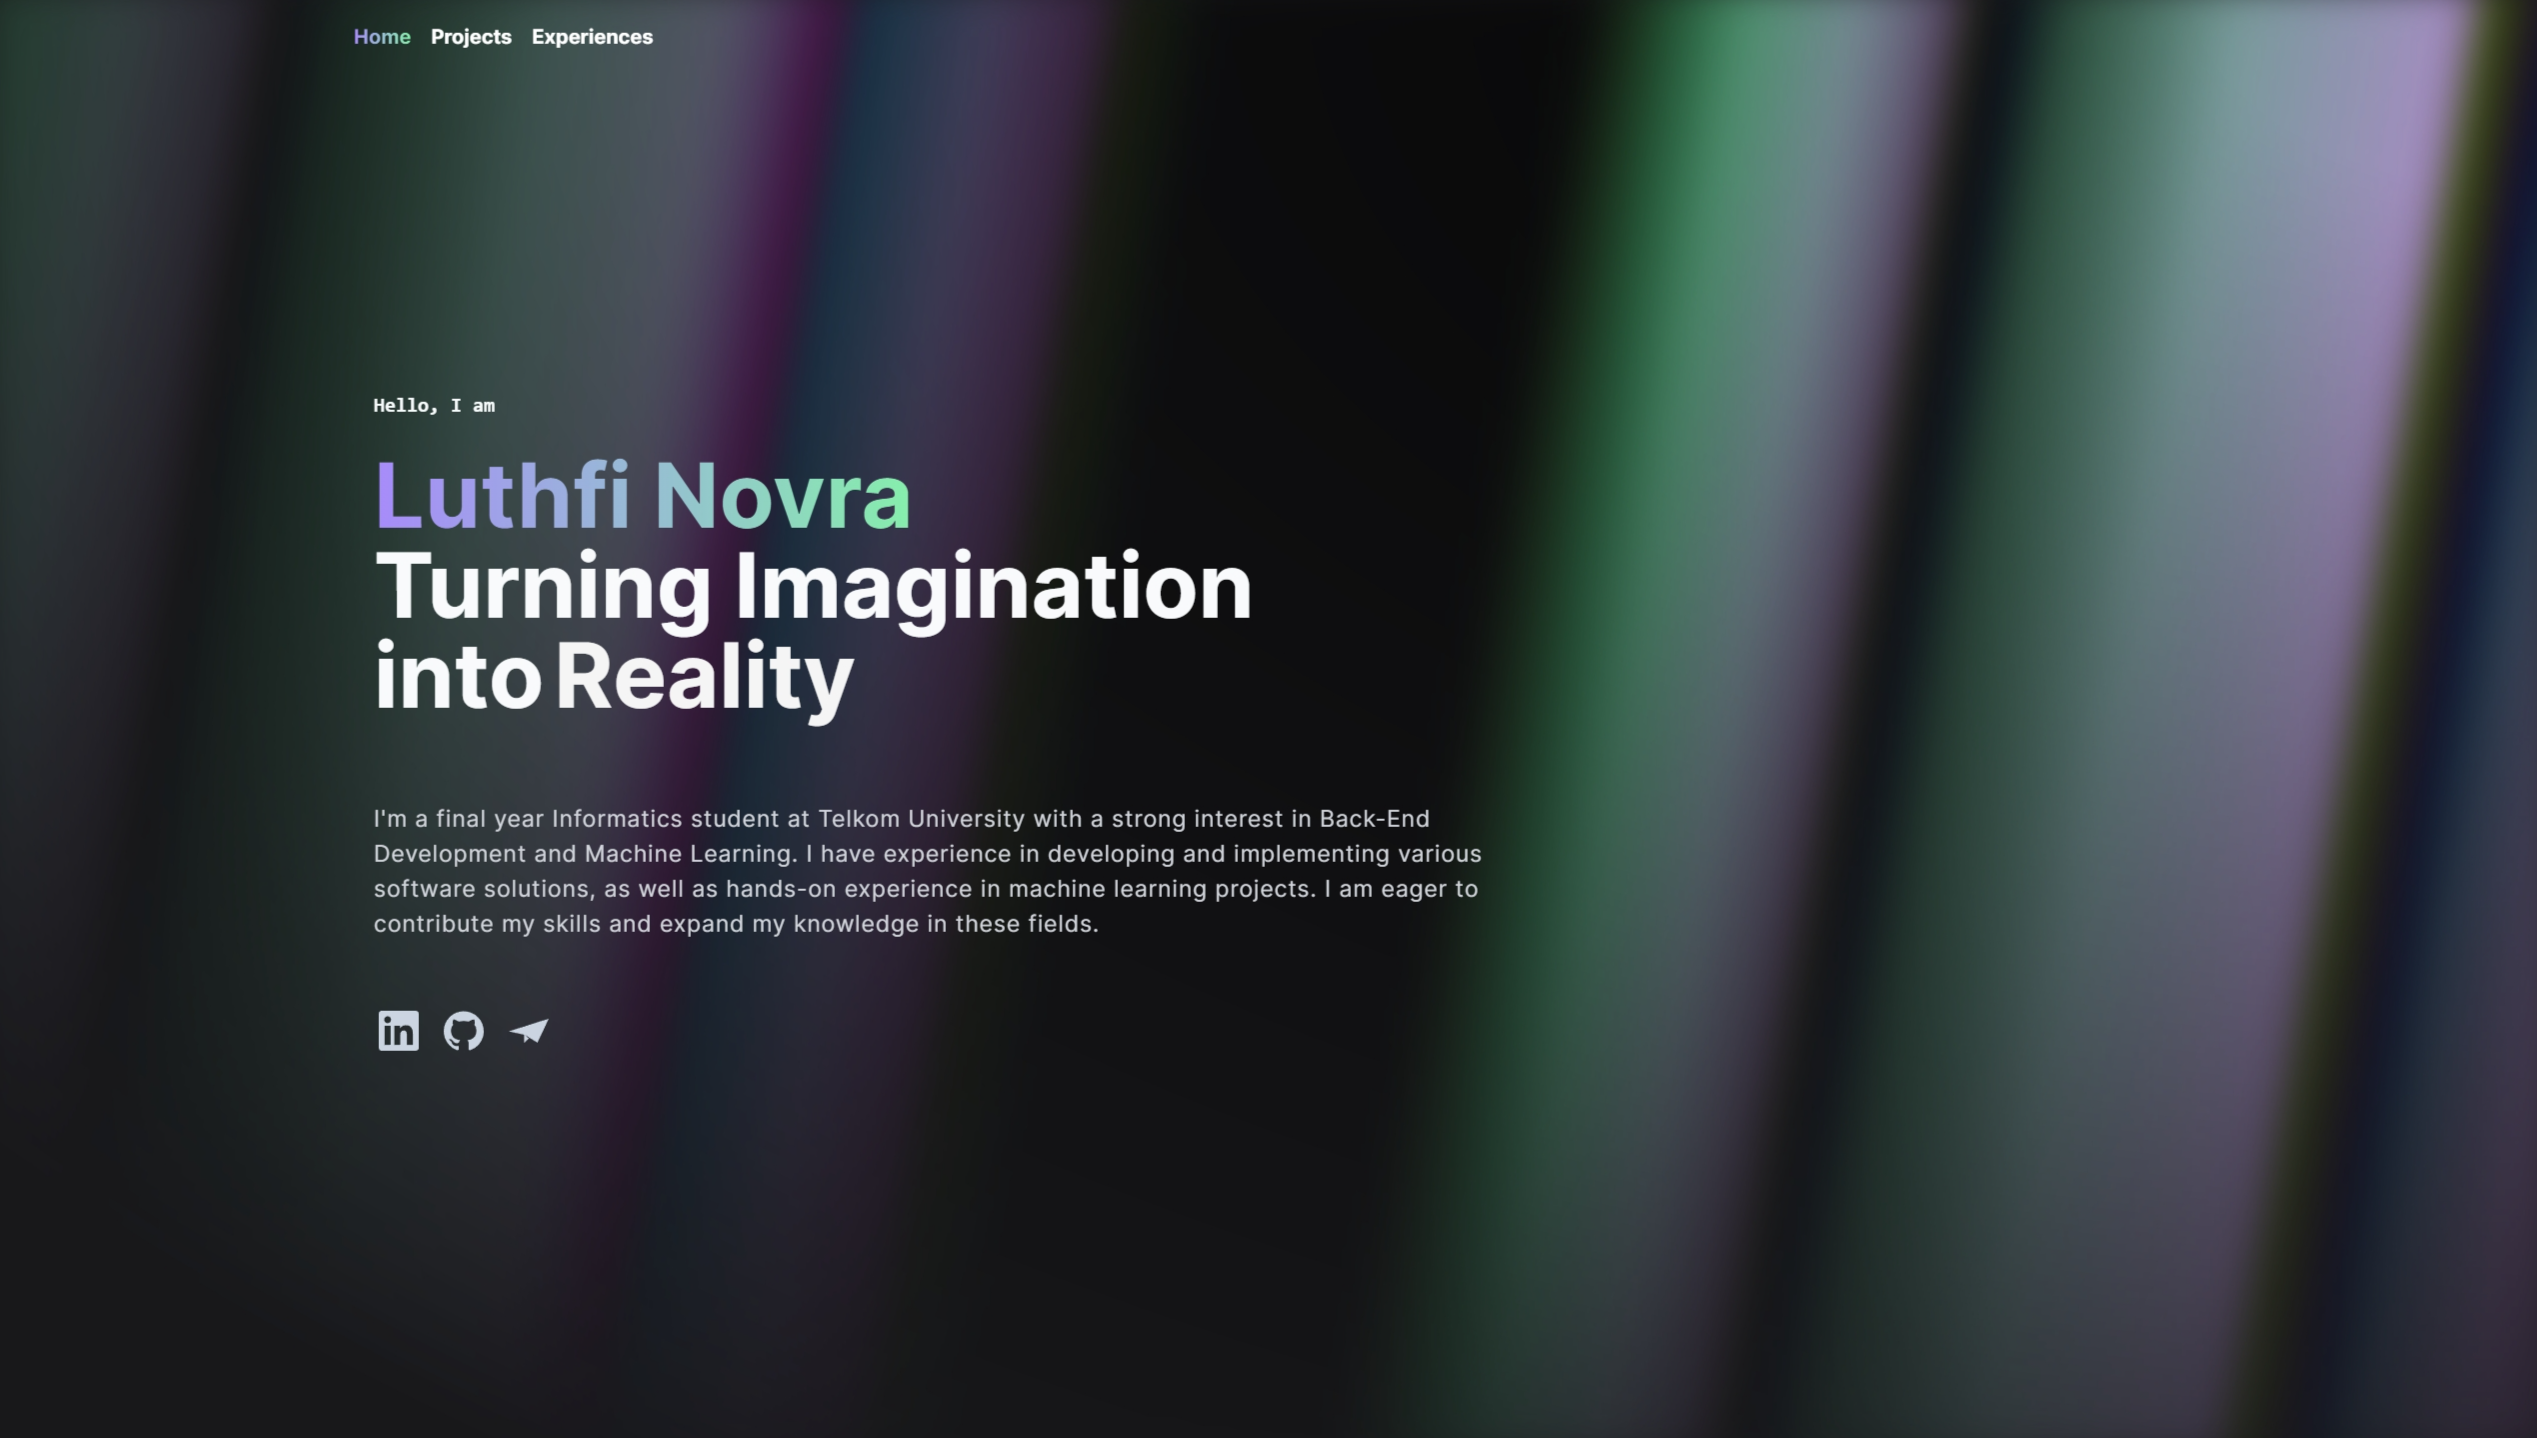 Home Projects Experiences
Hello, I am
Luthfi Novra
Turning Imagination
into Reality
I'm a final year Informatics student at Telkom University with a strong interest in Back-End
Development and Machine Learning. I have experience in developing and implementing various
software solutions, as well as hands-on experience in machine learning projects. I am eager to
contribute my skills and expand my knowledge in these fields.
in